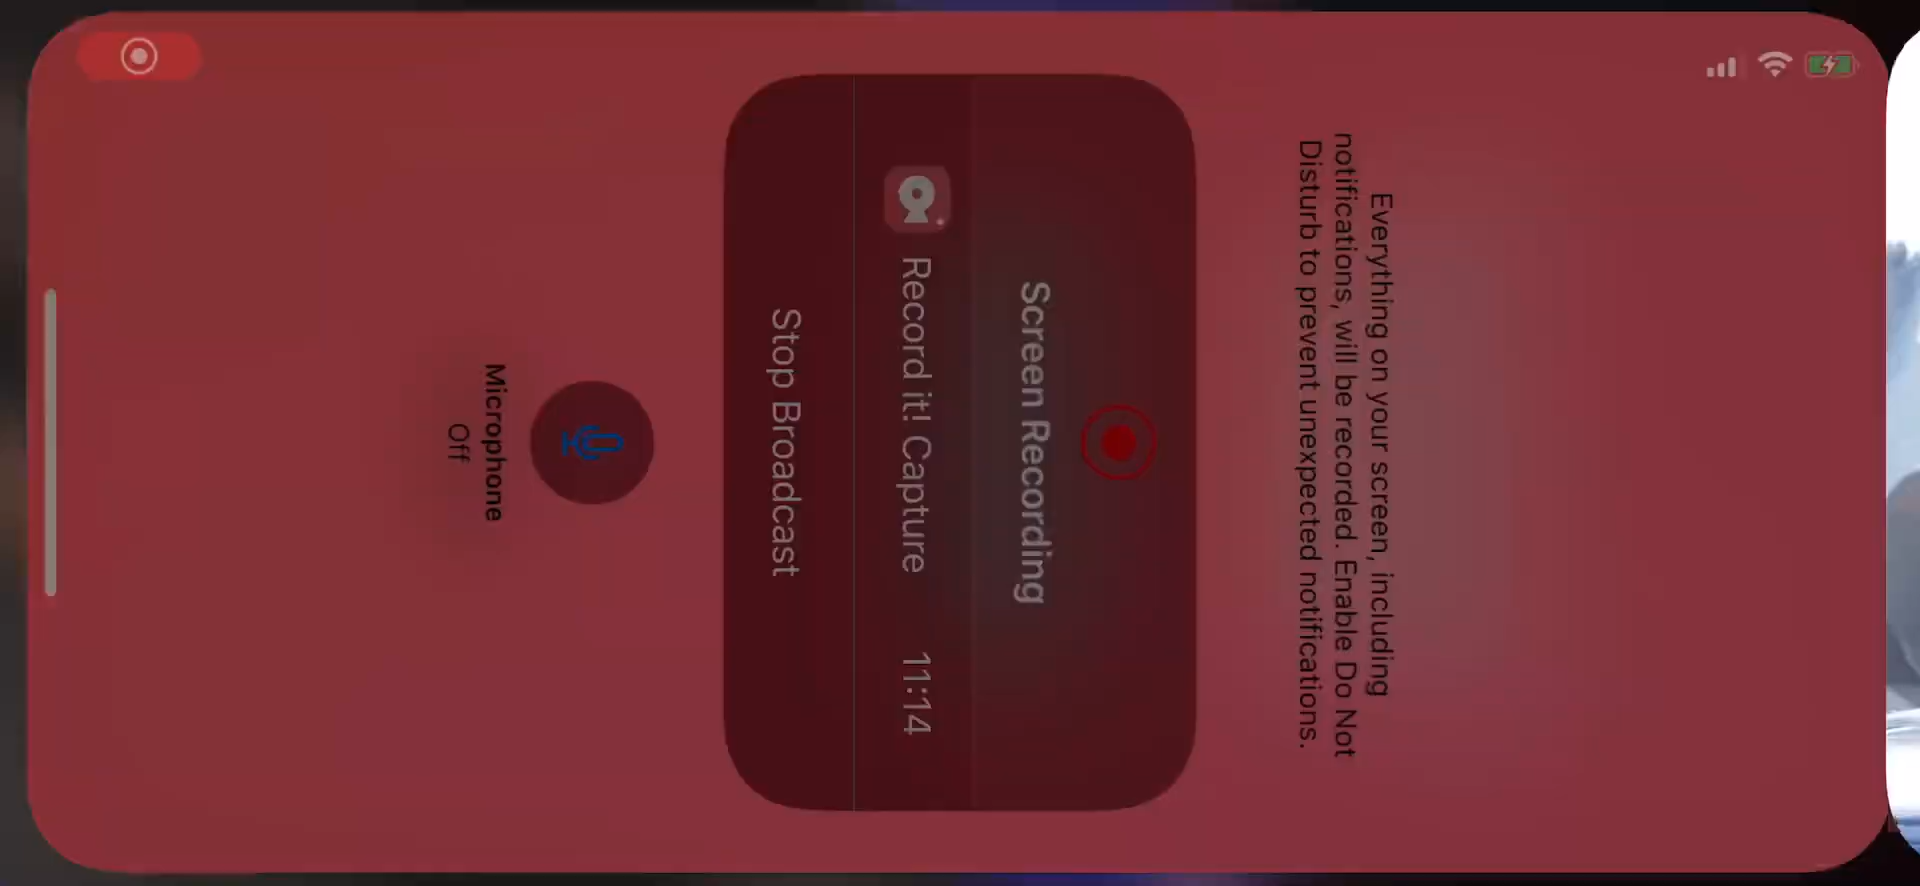 Everything on your screen, including
notifications, will be recorded. Enable Do Not
Disturb to prevent unexpected notifications.
Screen Recording
Record it! Capture 11:14
Stop Broadcast
Microphone
Off